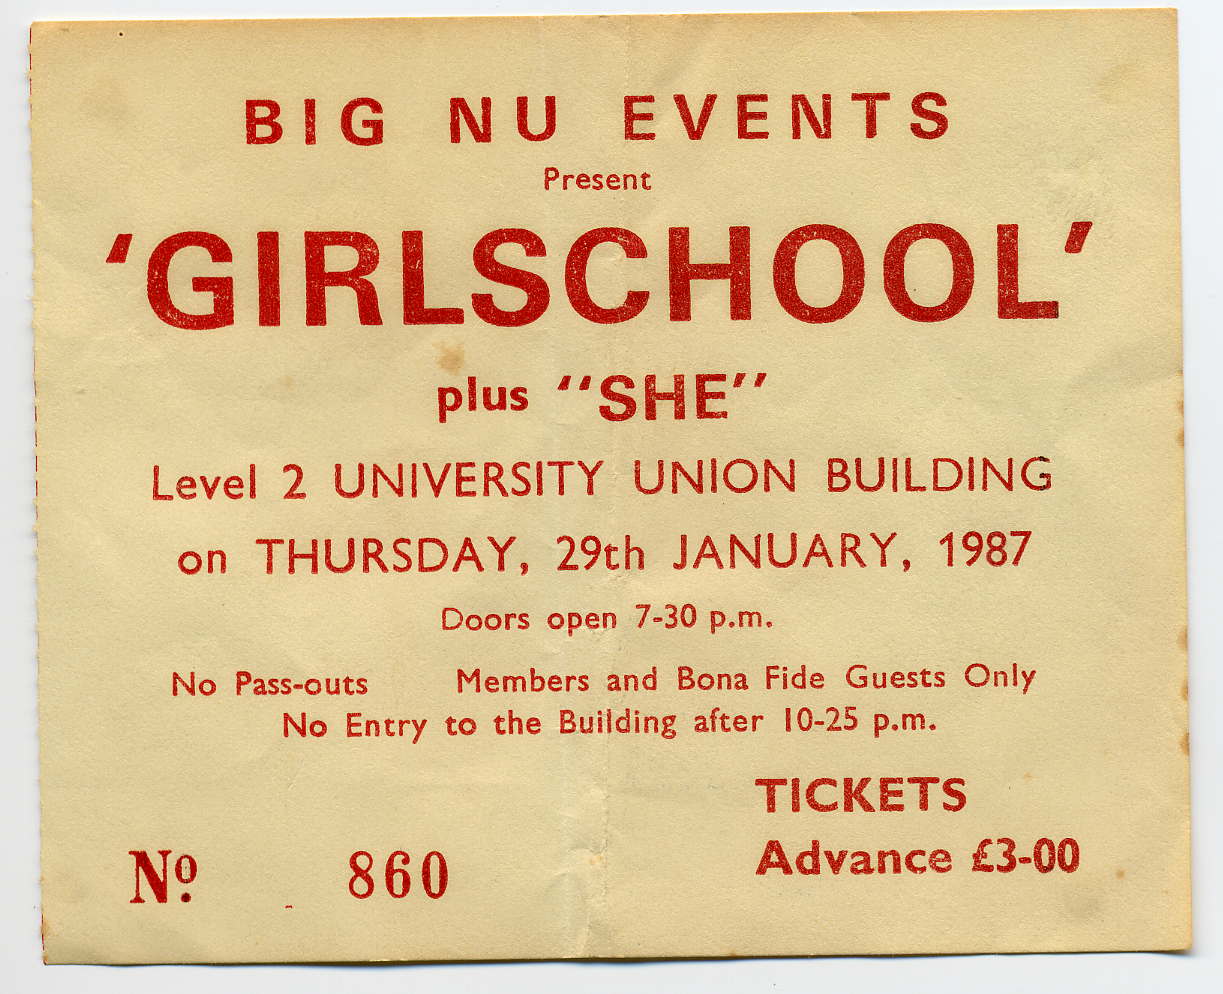 BIG NU EVENTS
Present
'GIRLSCHOOL'
plus "SHE"
Level 2 UNIVERSITY UNION BUILDING
on THURSDAY, 29th JANUARY, 1987
Doors open 7-30 p.m.
No Pass-outs Members and Bona Fide Guests Only
No Entry to the Building after 10-25 p.m.
TICKETS
Advance £3-00
Nº 860